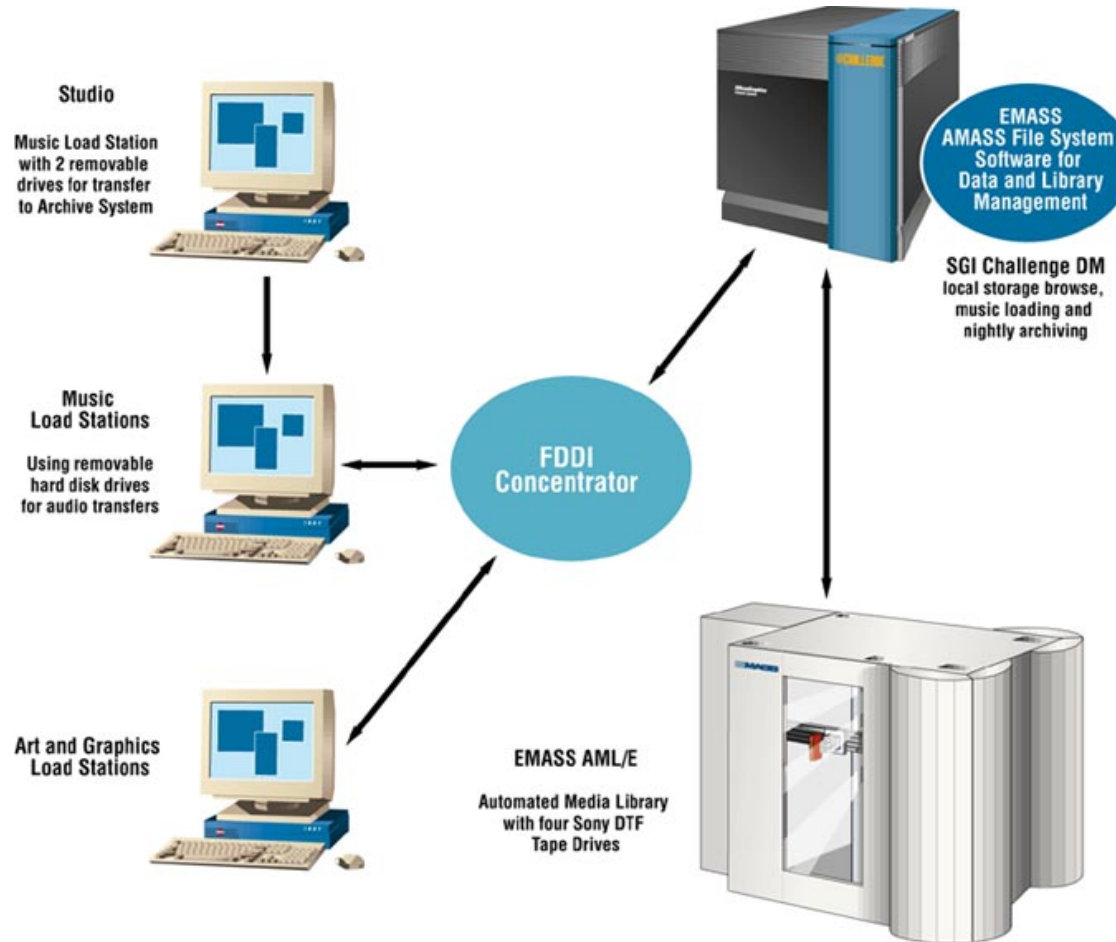 Studio
Music Load Station
with 2 removable
drives for transfer
to Archive System
Music
Load Stations
Using removable
hard disk drives
for audio transfers
Art and Graphics
Load Stations
FDDI
Concentrator
CHALLENGE
EMASS
AMASS File System
Software for
Data and Library
Management
SGI Challenge DM
local storage browse,
music loading and
nightly archiving
EMASS AML/E
Automated Media Library
with four Sony DTF
Tape Drives